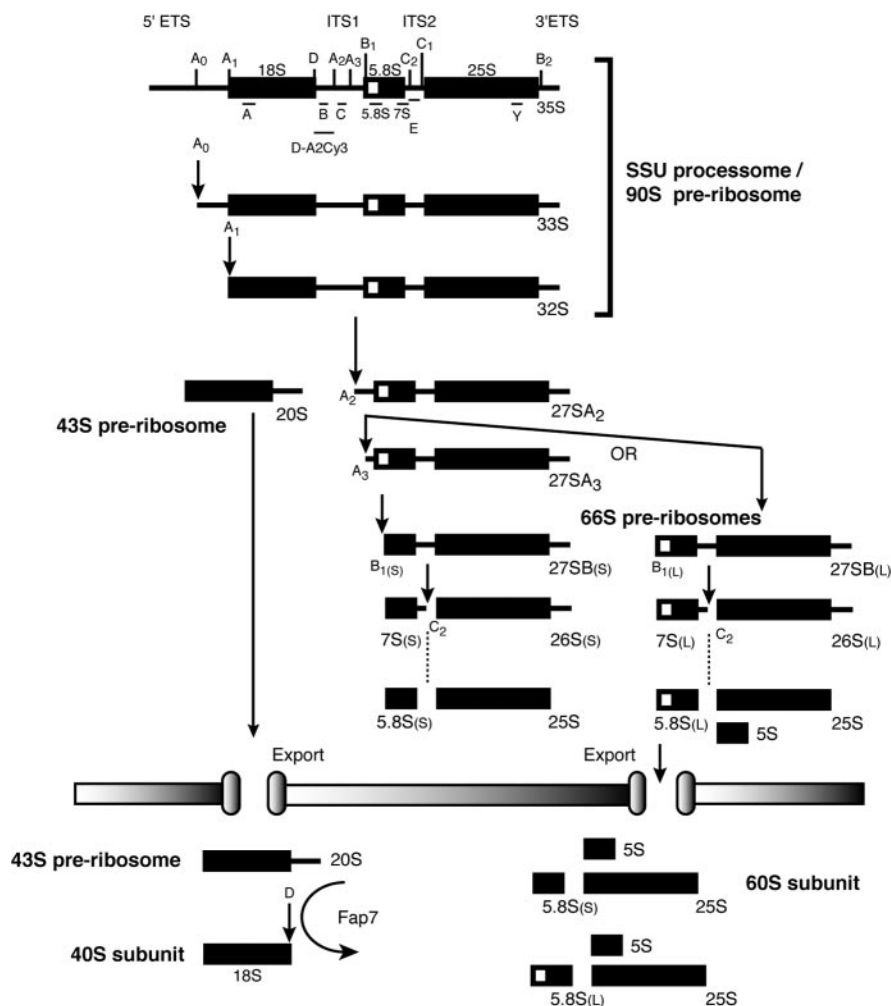 5' ETS ITS1 ITS2 3'ETS
A0 A1 D A2 A3 B1 C2 C1 B2
18S 5.8S 25S
35S
A B C 5.8S 7S E Y
D-A2Cy3
A0
SSU processome /
90S pre-ribosome
33S
A1
32S
A2
20S 27SA2
43S pre-ribosome
OR
A3 27SA3
66S pre-ribosomes
B1(S) 27SB(S) B1(L) 27SB(L)
7S(S) C2 26S(S) 7S(L) C2 26S(L)
5.8S(S) 25S 5.8S(L) 25S
5S
Export Export
43S pre-ribosome 20S
5S
60S subunit
5.8S(S) 25S
D
Fap7
40S subunit
18S
5S
5.8S(L) 25S